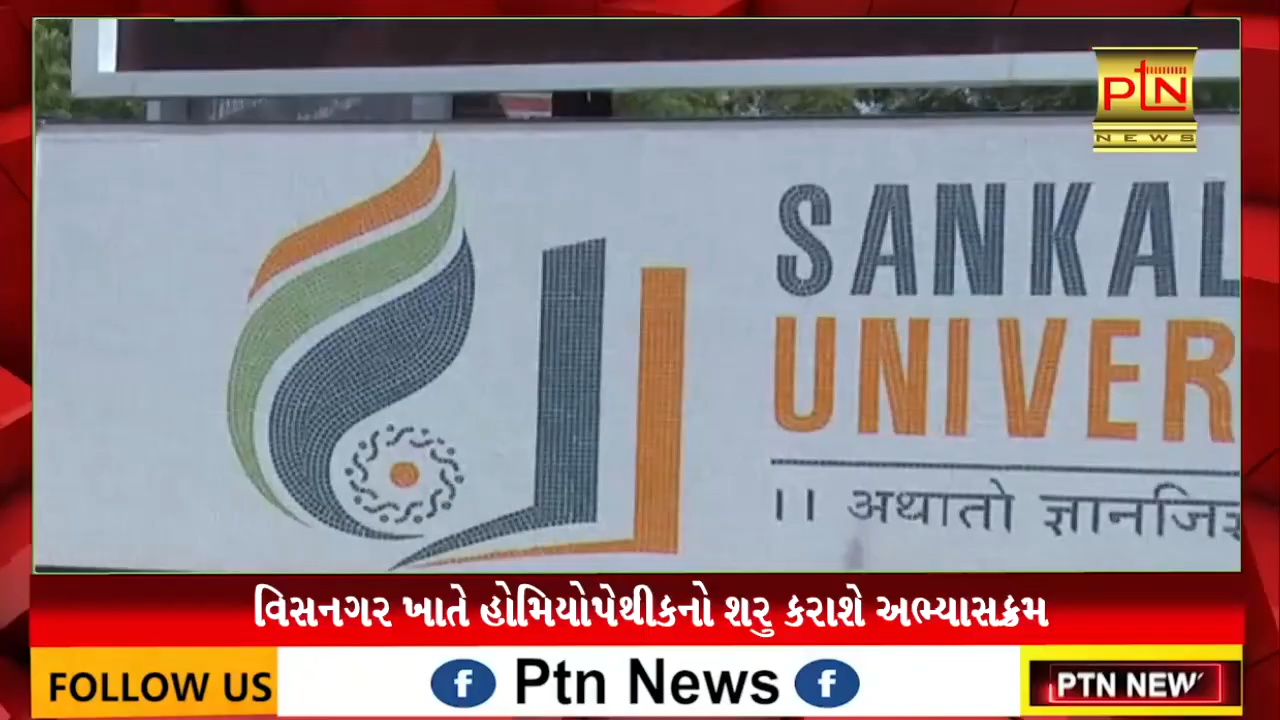 PTN
NEWS
SANKAL
UNIVER
।। अथातो ज्ञानजि
વિસનગર ખાતે હોમિયોપેથીકનો શરુ કરાશે અભ્યાસક્રમ
FOLLOW US
f Ptn News f
PTN NEW